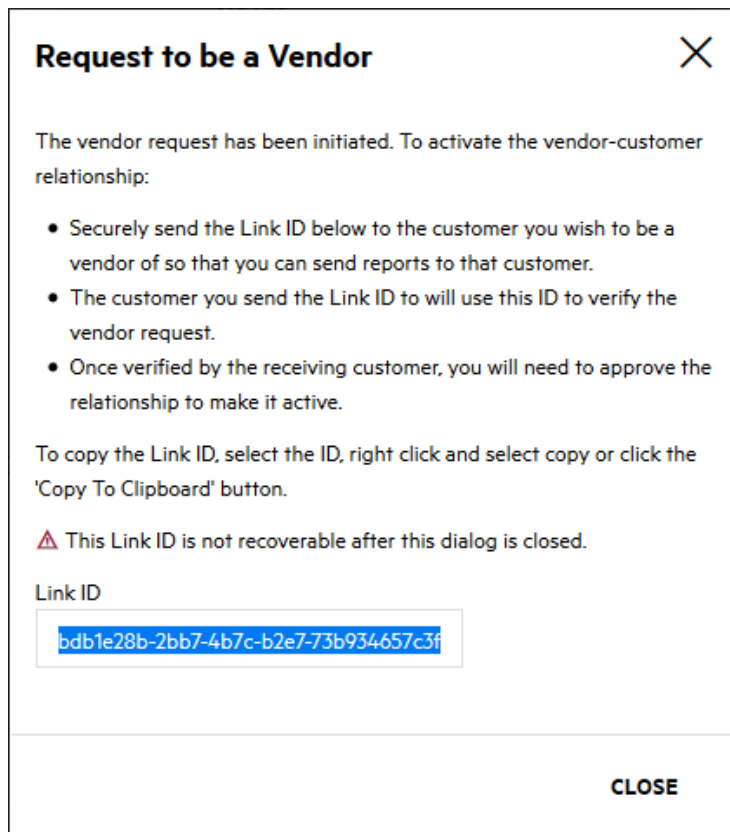 Request to be a Vendor
The vendor request has been initiated. To activate the vendor-customer
relationship:
• Securely send the Link ID below to the customer you wish to be a
vendor of so that you can send reports to that customer.
• The customer you send the Link ID to will use this ID to verify the
vendor request.
• Once verified by the receiving customer, you will need to approve the
relationship to make it active.
To copy the Link ID, select the ID, right click and select copy or click the
'Copy To Clipboard' button.
This Link ID is not recoverable after this dialog is closed.
Link ID
bdb1e28b-2bb7-4b7c-b2e7-73b934657c3f
CLOSE